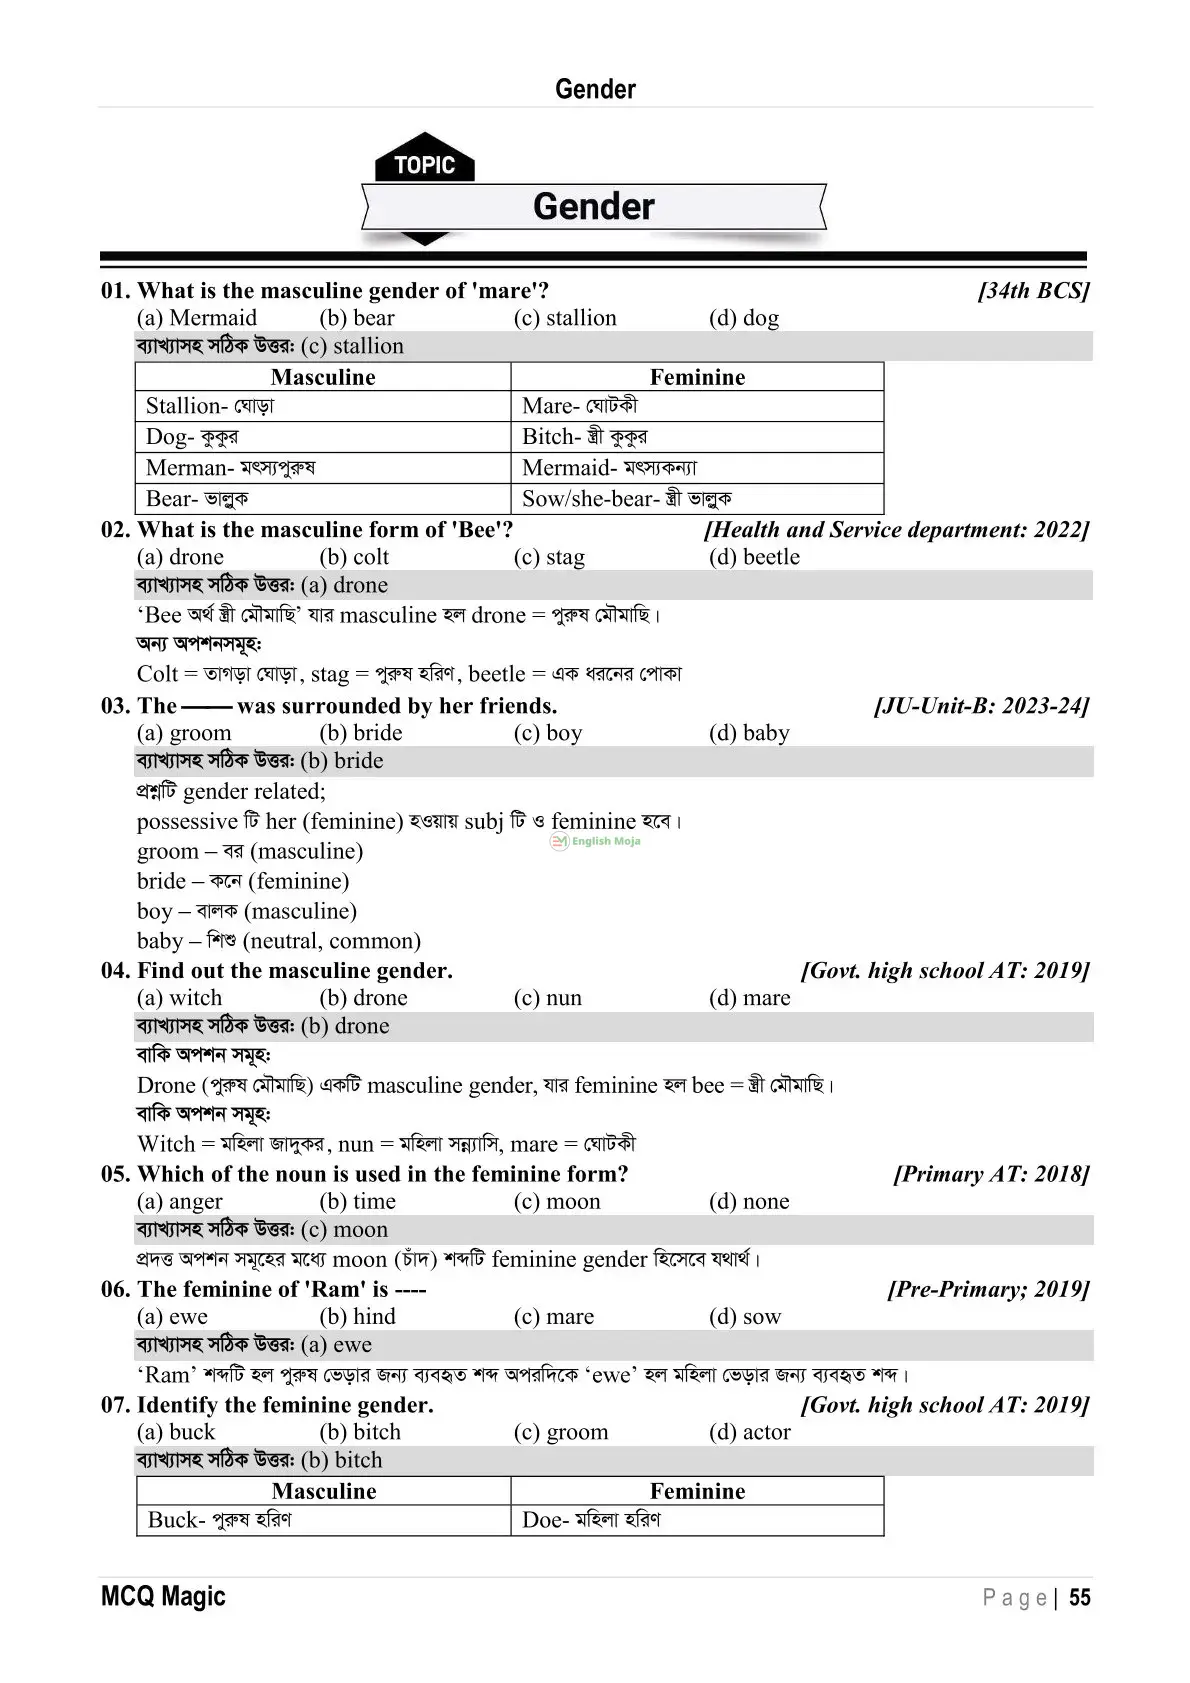 Gender
TOPIC
Gender
01. What is the masculine gender of 'mare'? [34th BCS]
(a) Mermaid (b) bear (c) stallion (d) dog
ব্যাখ্যাসহ সঠিক উত্তর: (c) stallion
Masculine Feminine
Stallion- ঘোড়া Mare- ঘোটকী
Dog- কুকুর Bitch- স্ত্রী কুকুর
Merman- মৎস্যপুরুষ Mermaid- মৎস্যকন্যা
Bear- ভালুক Sow/she-bear- স্ত্রী ভালুক
02. What is the masculine form of 'Bee'? [Health and Service department: 2022]
(a) drone (b) colt (c) stag (d) beetle
ব্যাখ্যাসহ সঠিক উত্তর: (a) drone
‘Bee অর্থ স্ত্রী মৌমাছি’ যার masculine হল drone = পুরুষ মৌমাছি।
অন্য অপশনসমূহ:
Colt = তাগড়া ঘোড়া, stag = পুরুষ হরিণ, beetle = এক ধরনের পোকা
03. The —— was surrounded by her friends. [JU-Unit-B: 2023-24]
(a) groom (b) bride (c) boy (d) baby
ব্যাখ্যাসহ সঠিক উত্তর: (b) bride
প্রশ্নটি gender related;
possessive টি her (feminine) হওয়ায় subj টি ও feminine হবে।
English Moja
groom – বর (masculine)
bride – কনে (feminine)
boy – বালক (masculine)
baby – শিশু (neutral, common)
04. Find out the masculine gender. [Govt. high school AT: 2019]
(a) witch (b) drone (c) nun (d) mare
ব্যাখ্যাসহ সঠিক উত্তর: (b) drone
বাকি অপশন সমূহ:
Drone (পুরুষ মৌমাছি) একটি masculine gender, যার feminine হল bee = স্ত্রী মৌমাছি।
বাকি অপশন সমূহ:
Witch = মহিলা জাদুকর, nun = মহিলা সন্ন্যাসি, mare = ঘোটকী
05. Which of the noun is used in the feminine form? [Primary AT: 2018]
(a) anger (b) time (c) moon (d) none
ব্যাখ্যাসহ সঠিক উত্তর: (c) moon
প্রদত্ত অপশন সমূহের মধ্যে moon (চাঁদ) শব্দটি feminine gender হিসেবে যথার্থ।
06. The feminine of 'Ram' is ---- [Pre-Primary; 2019]
(a) ewe (b) hind (c) mare (d) sow
ব্যাখ্যাসহ সঠিক উত্তর: (a) ewe
‘Ram’ শব্দটি হল পুরুষ ভেড়ার জন্য ব্যবহৃত শব্দ অপরদিকে ‘ewe’ হল মহিলা ভেড়ার জন্য ব্যবহৃত শব্দ।
07. Identify the feminine gender. [Govt. high school AT: 2019]
(a) buck (b) bitch (c) groom (d) actor
ব্যাখ্যাসহ সঠিক উত্তর: (b) bitch
Masculine Feminine
Buck- পুরুষ হরিণ Doe- মহিলা হরিণ
MCQ Magic Page| 55